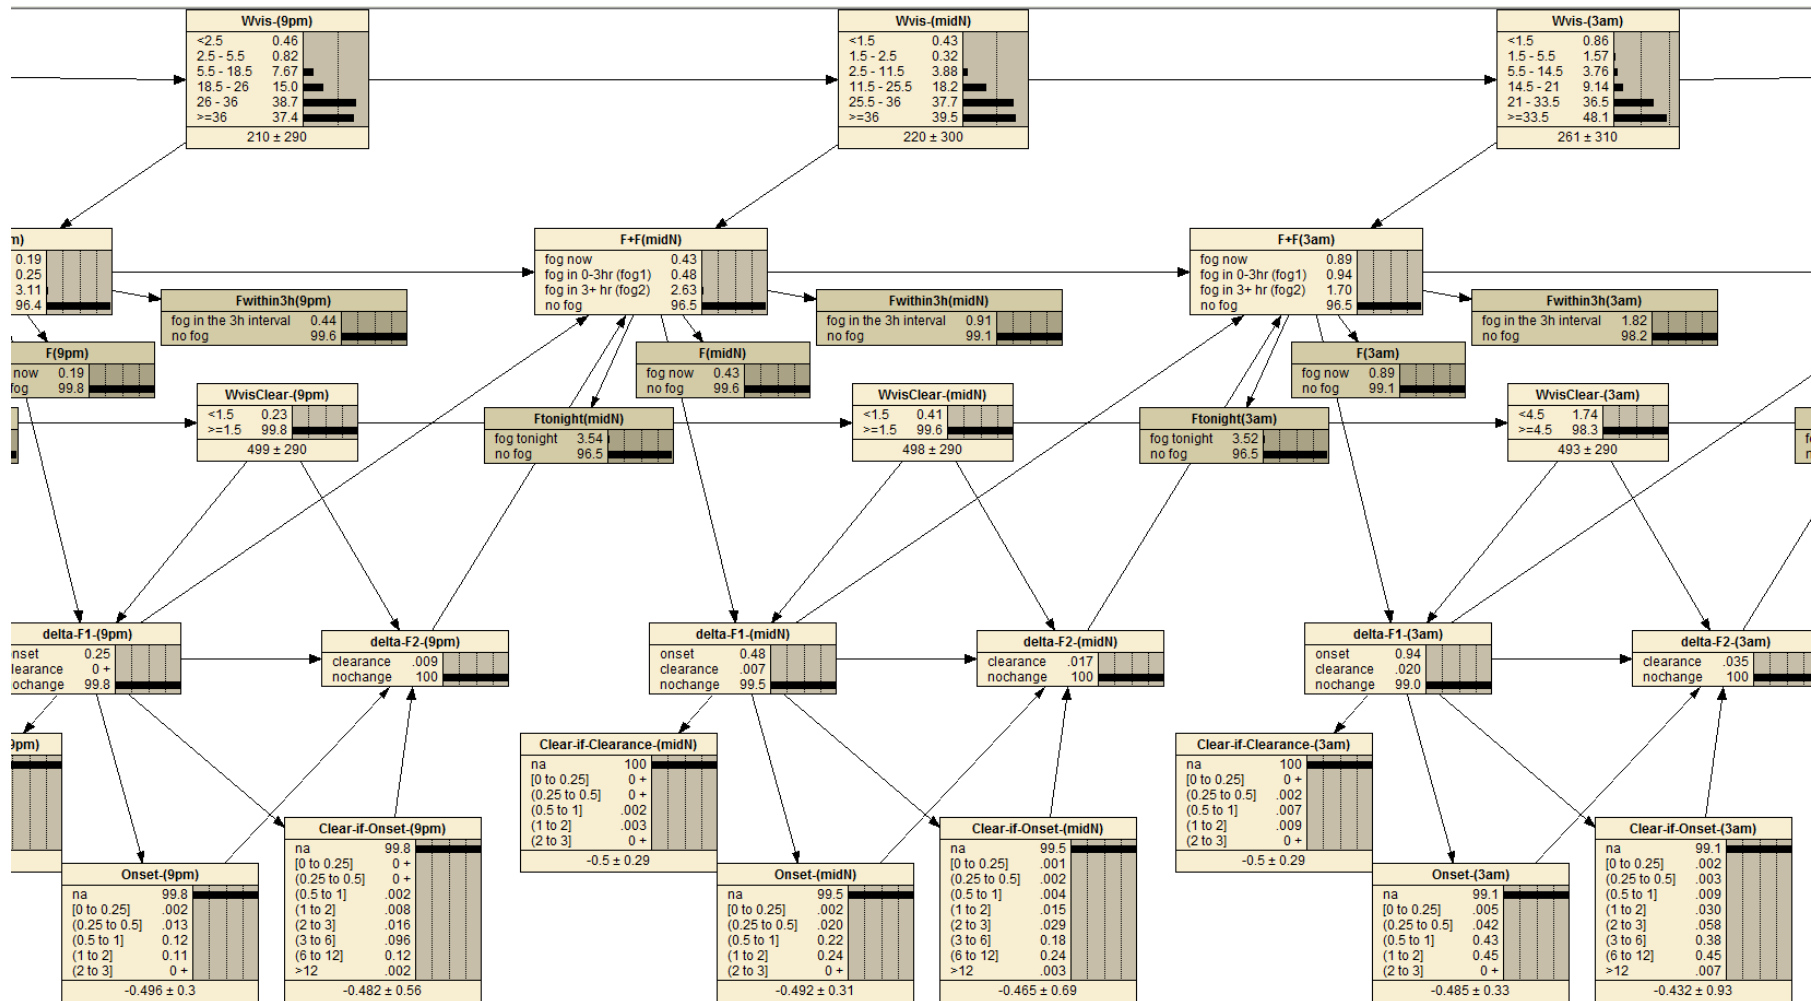 Wvis-(9pm)
<2.5 0.46
2.5 - 5.5 0.82
5.5 - 18.5 7.67
18.5 - 26 15.0
26 - 36 38.7
>=36 37.4
210 ± 290
Wvis-(midN)
<1.5 0.43
1.5 - 2.5 0.32
2.5 - 11.5 3.88
11.5 - 25.5 18.2
25.5 - 36 37.7
>=36 39.5
220 ± 300
Wvis-(3am)
<1.5 0.86
1.5 - 5.5 1.57
5.5 - 14.5 3.76
14.5 - 21 9.14
21 - 33.5 36.5
>=33.5 48.1
261 ± 310
m)
0.19
0.25
3.11
96.4
F+F(midN)
fog now 0.43
fog in 0-3hr (fog1) 0.48
fog in 3+ hr (fog2) 2.63
no fog 96.5
F+F(3am)
fog now 0.89
fog in 0-3hr (fog1) 0.94
fog in 3+ hr (fog2) 1.70
no fog 96.5
Fwithin3h(9pm)
fog in the 3h interval 0.44
no fog 99.6
Fwithin3h(midN)
fog in the 3h interval 0.91
no fog 99.1
Fwithin3h(3am)
fog in the 3h interval 1.82
no fog 98.2
F(9pm)
now 0.19
fog 99.8
F(midN)
fog now 0.43
no fog 99.6
F(3am)
fog now 0.89
no fog 99.1
WvisClear-(9pm)
<1.5 0.23
>=1.5 99.8
499 ± 290
Ftonight(midN)
fog tonight 3.54
no fog 96.5
WvisClear-(midN)
<1.5 0.41
>=1.5 99.6
498 ± 290
Ftonight(3am)
fog tonight 3.52
no fog 96.5
WvisClear-(3am)
<4.5 1.74
>=4.5 98.3
493 ± 290
delta-F1-(9pm)
onset 0.25
learance 0 +
nochange 99.8
delta-F2-(9pm)
clearance .009
nochange 100
delta-F1-(midN)
onset 0.48
clearance .007
nochange 99.5
delta-F2-(midN)
clearance .017
nochange 100
delta-F1-(3am)
onset 0.94
clearance .020
nochange 99.0
delta-F2-(3am)
clearance .035
nochange 100
9pm)
Clear-if-Clearance-(midN)
na 100
[0 to 0.25] 0 +
(0.25 to 0.5] 0 +
(0.5 to 1] .002
(1 to 2] .003
(2 to 3] 0 +
-0.5 ± 0.29
Clear-if-Clearance-(3am)
na 100
[0 to 0.25] 0 +
(0.25 to 0.5] .002
(0.5 to 1] .007
(1 to 2] .009
(2 to 3] 0 +
-0.5 ± 0.29
Onset-(9pm)
na 99.8
[0 to 0.25] .002
(0.25 to 0.5] .013
(0.5 to 1] 0.12
(1 to 2] 0.11
(2 to 3] 0 +
-0.496 ± 0.3
Clear-if-Onset-(9pm)
na 99.8
[0 to 0.25] 0 +
(0.25 to 0.5] 0 +
(0.5 to 1] .002
(1 to 2] .008
(2 to 3] .016
(3 to 6] .096
(6 to 12] 0.12
>12 .002
-0.482 ± 0.56
Onset-(midN)
na 99.5
[0 to 0.25] .002
(0.25 to 0.5] .020
(0.5 to 1] 0.22
(1 to 2] 0.24
(2 to 3] 0 +
-0.492 ± 0.31
Clear-if-Onset-(midN)
na 99.5
[0 to 0.25] .001
(0.25 to 0.5] .002
(0.5 to 1] .004
(1 to 2] .015
(2 to 3] .029
(3 to 6] 0.18
(6 to 12] 0.24
>12 .003
-0.465 ± 0.69
Onset-(3am)
na 99.1
[0 to 0.25] .005
(0.25 to 0.5] .042
(0.5 to 1] 0.43
(1 to 2] 0.45
(2 to 3] 0 +
-0.485 ± 0.33
Clear-if-Onset-(3am)
na 99.1
[0 to 0.25] .002
(0.25 to 0.5] .003
(0.5 to 1] .009
(1 to 2] .030
(2 to 3] .058
(3 to 6] 0.38
(6 to 12] 0.45
>12 .007
-0.432 ± 0.93